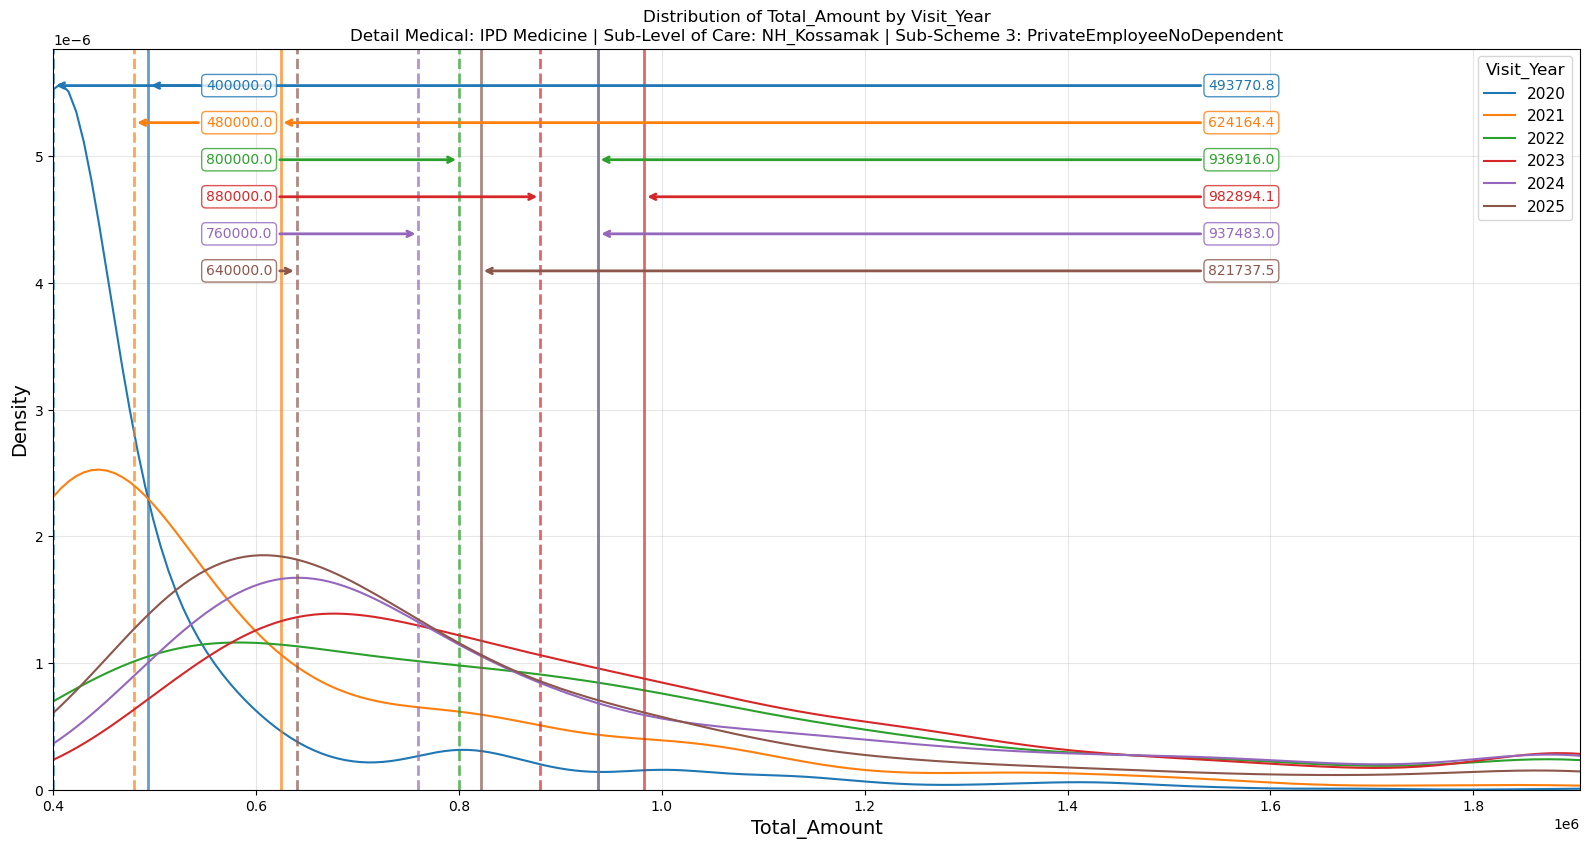 Distribution of Total_Amount by Visit_Year
Detail Medical: IPD Medicine | Sub-Level of Care: NH_Kossamak | Sub-Scheme 3: PrivateEmployeeNoDependent
1e−6
Visit_Year
2020
2021
2022
2023
2024
2025
400000.0 493770.8
480000.0 624164.4
800000.0 936916.0
880000.0 982894.1
760000.0 937483.0
640000.0 821737.5
Density
5
4
3
2
1
0
0.4 0.6 0.8 1.0 1.2 1.4 1.6 1.8
1e6
Total_Amount